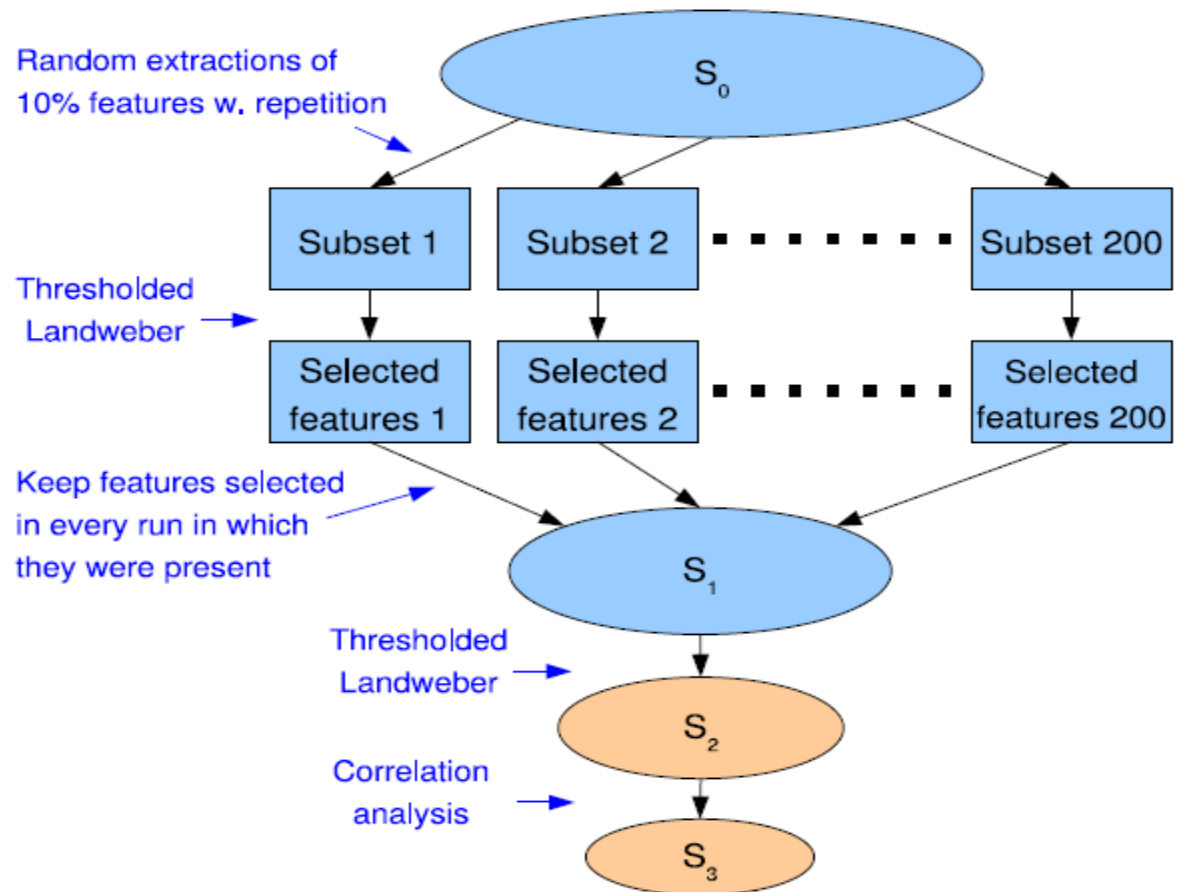 S₀
Random extractions of
10% features w. repetition
Subset 1
Subset 2
Subset 200
Thresholded
Landweber
Selected
features 1
Selected
features 2
Selected
features 200
Keep features selected
in every run in which
they were present
S₁
Thresholded
Landweber
S₂
Correlation
analysis
S₃